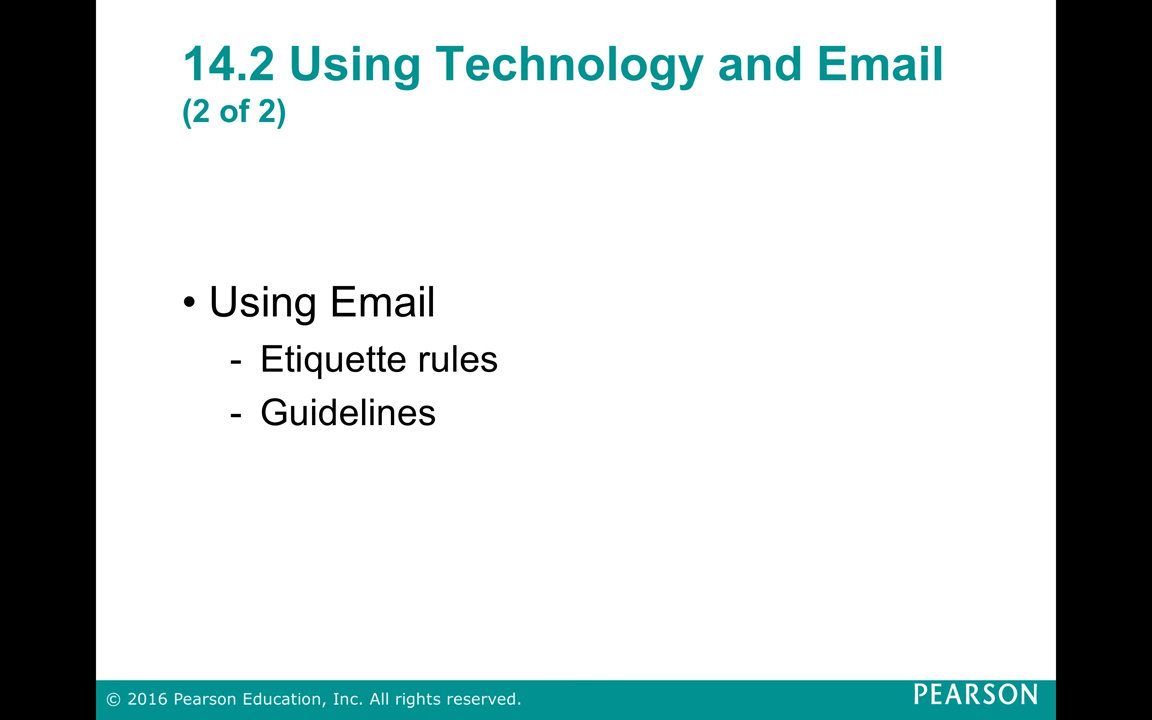 14.2 Using Technology and Email
(2 of 2)
• Using Email
- Etiquette rules
- Guidelines
© 2016 Pearson Education, Inc. All rights reserved.
PEARSON